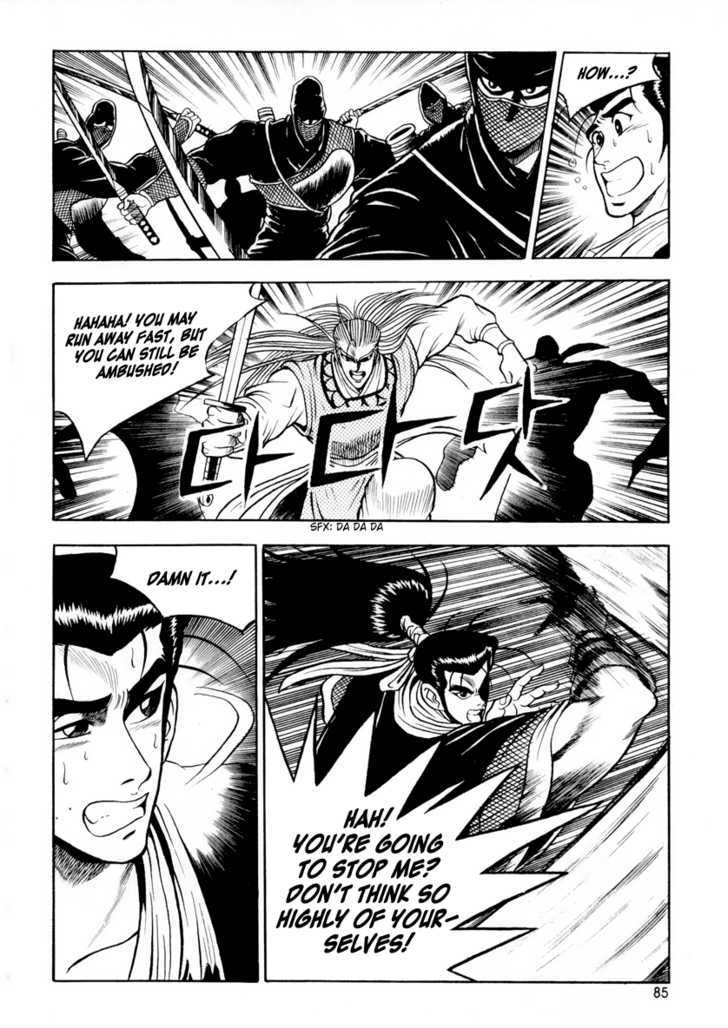 HOW...?
HAHAHA! YOU MAY
RUN AWAY FAST, BUT
YOU CAN STILL BE
AMBUSHED!
다다닷
SFX: DA DA DA
DAMN IT...!
HAH!
YOU'RE GOING
TO STOP ME?
DON'T THINK SO
HIGHLY OF YOUR-
SELVES!
85